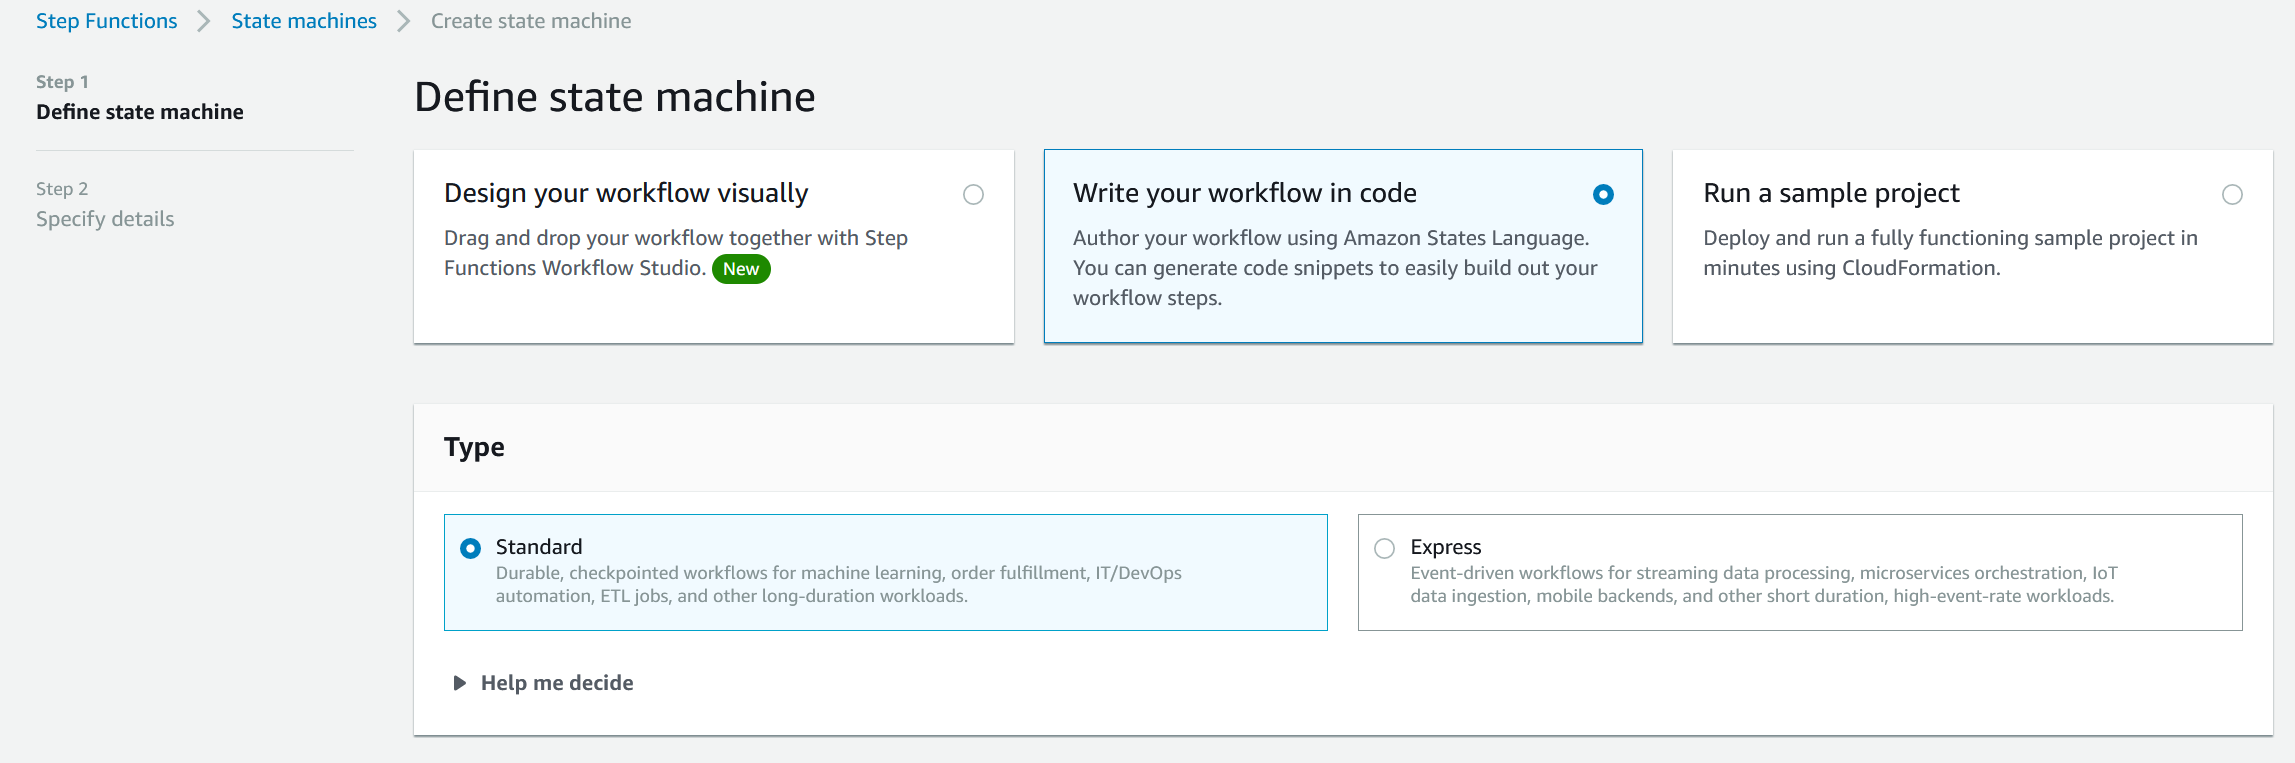 Step Functions > State machines > Create state machine
Step 1
Define state machine
Step 2
Specify details
Define state machine
Design your workflow visually
Drag and drop your workflow together with Step
Functions Workflow Studio. New
Write your workflow in code
Author your workflow using Amazon States Language.
You can generate code snippets to easily build out your
workflow steps.
Run a sample project
Deploy and run a fully functioning sample project in
minutes using CloudFormation.
Type
Standard
Durable, checkpointed workflows for machine learning, order fulfillment, IT/DevOps
automation, ETL jobs, and other long-duration workloads.
Express
Event-driven workflows for streaming data processing, microservices orchestration, IoT
data ingestion, mobile backends, and other short duration, high-event-rate workloads.
Help me decide